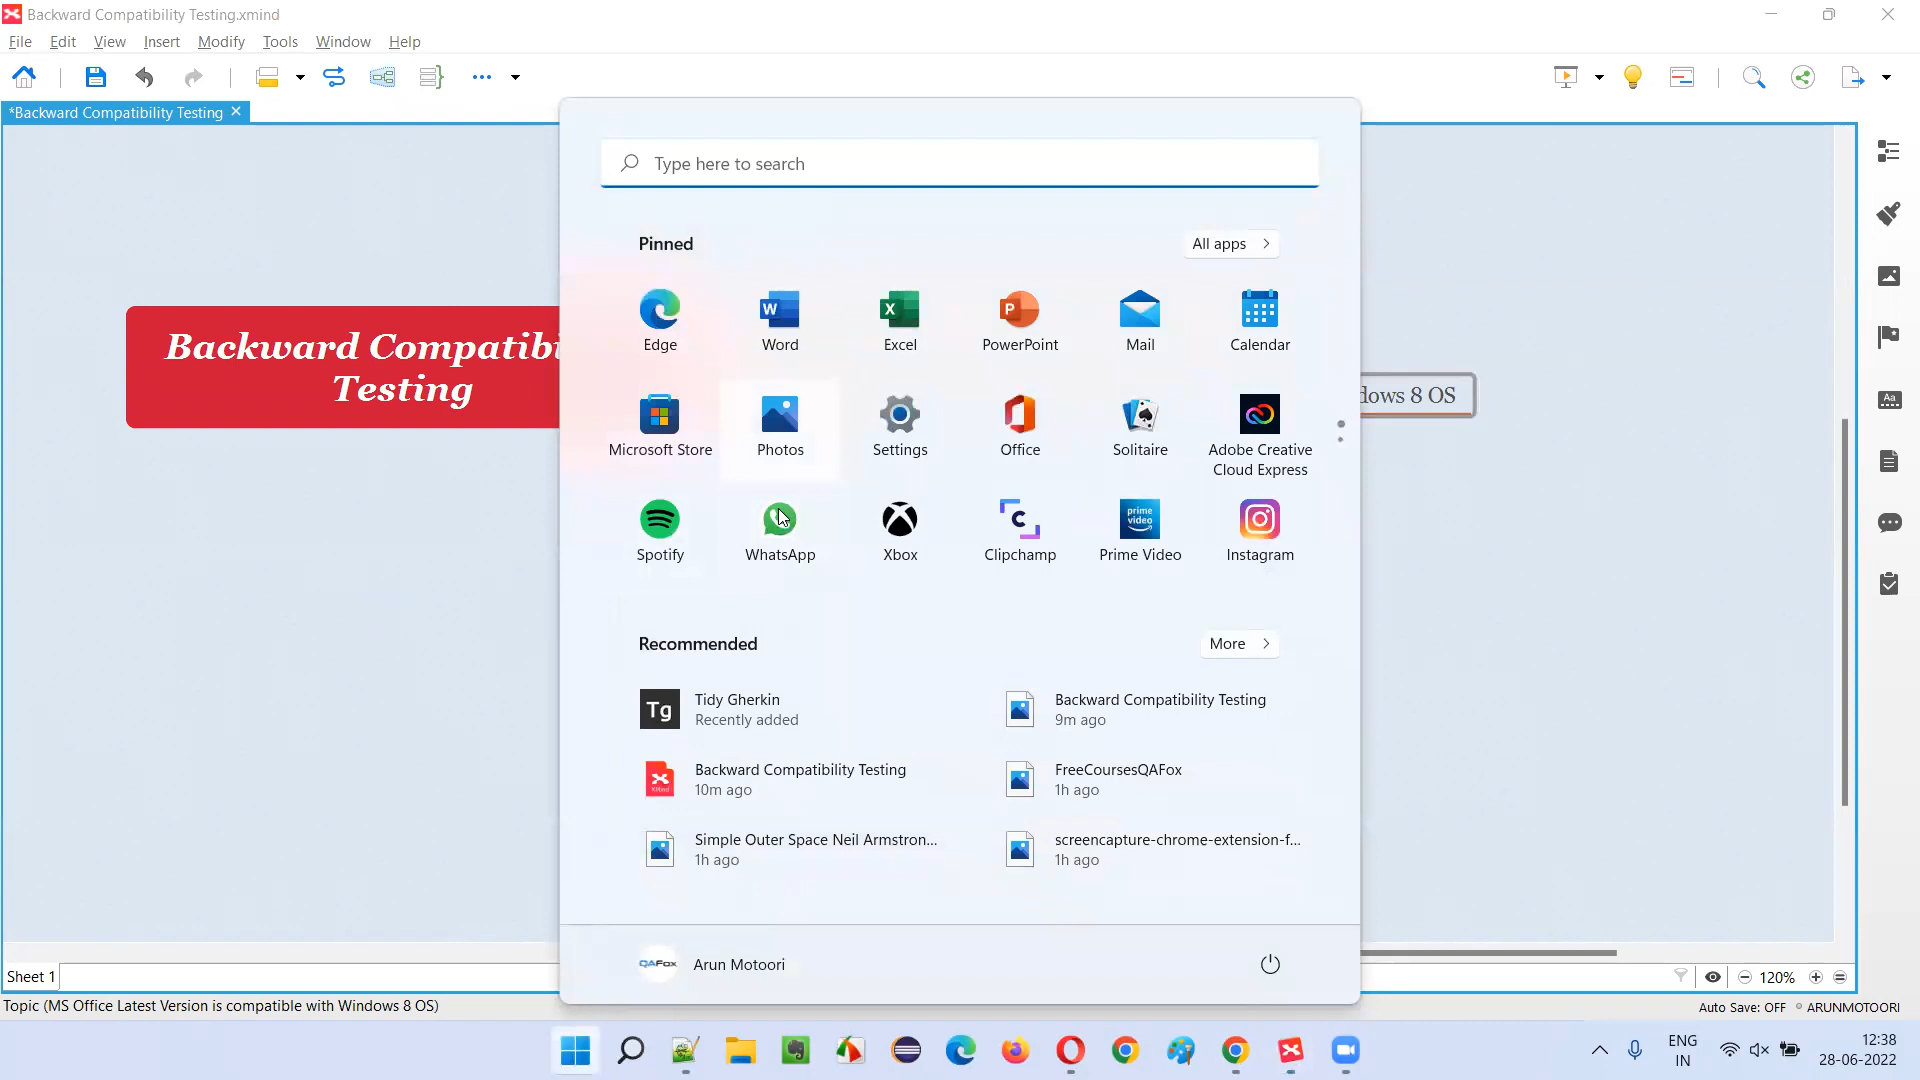 Backward Compatibility Testing.xmind
File Edit View Insert Modify Tools Window Help
*Backward Compatibility Testing
Type here to search
Pinned
All apps
Edge
Word
Excel
PowerPoint
Mail
Calendar
Backward Compatibi
Testing
dows 8 OS
Microsoft Store
Photos
Settings
Office
Solitaire
Adobe Creative
Cloud Express
prime
video
Spotify
WhatsApp
Xbox
Clipchamp
Prime Video
Instagram
Recommended
More
Tg
Tidy Gherkin
Recently added
Backward Compatibility Testing
9m ago
XMind
Backward Compatibility Testing
10m ago
FreeCoursesQAFox
1h ago
Simple Outer Space Neil Armstron...
1h ago
screencapture-chrome-extension-f...
1h ago
QAFox
Arun Motoori
Sheet 1
120%
Topic (MS Office Latest Version is compatible with Windows 8 OS)
Auto Save: OFF
ARUNMOTOORI
ENG
IN
12:38
28-06-2022